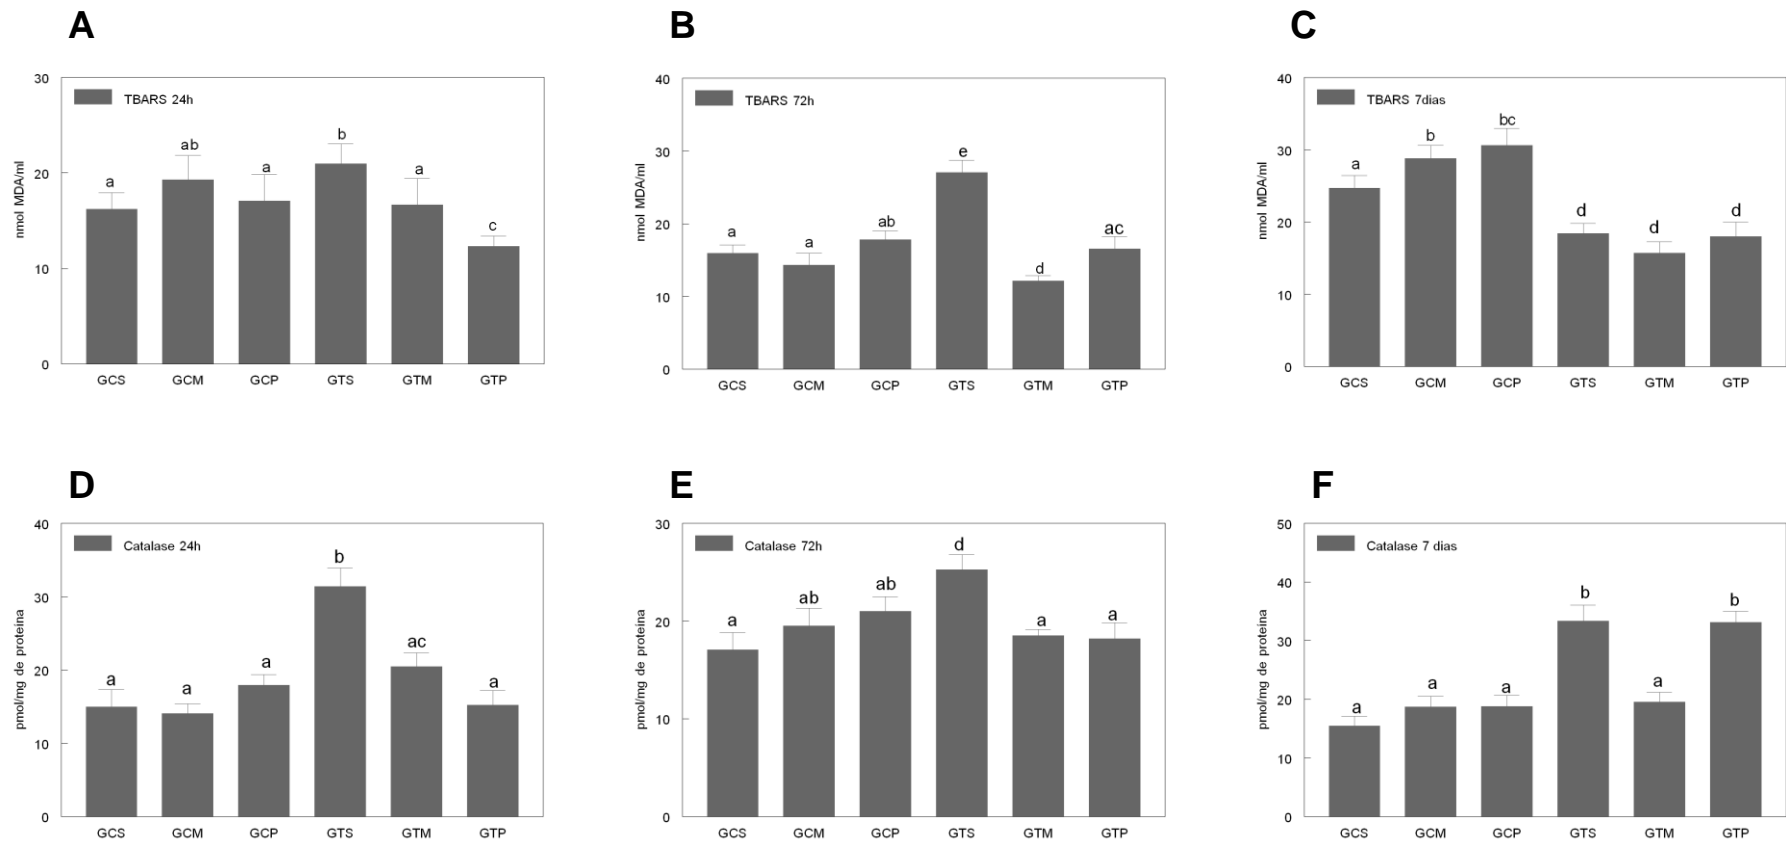 A
30
20
10
0
nmol MDA/ml
TBARS 24h
a
ab
a
b
a
c
GCS GCM GCP GTS GTM GTP
B
40
30
20
10
0
nmol MDA/ml
TBARS 72h
a
a
ab
e
d
ac
GCS GCM GCP GTS GTM GTP
C
40
30
20
10
0
nmol MDA/ml
TBARS 7dias
a
b
bc
d
d
d
GCS GCM GCP GTS GTM GTP
D
40
30
20
10
0
pmol/mg de proteina
Catalase 24h
a
a
a
b
ac
a
GCS GCM GCP GTS GTM GTP
E
30
20
10
0
pmol/mg de proteina
Catalase 72h
a
ab
ab
d
a
a
GCS GCM GCP GTS GTM GTP
F
50
40
30
20
10
0
pmol/mg de proteina
Catalase 7 dias
a
a
a
b
a
b
GCS GCM GCP GTS GTM GTP